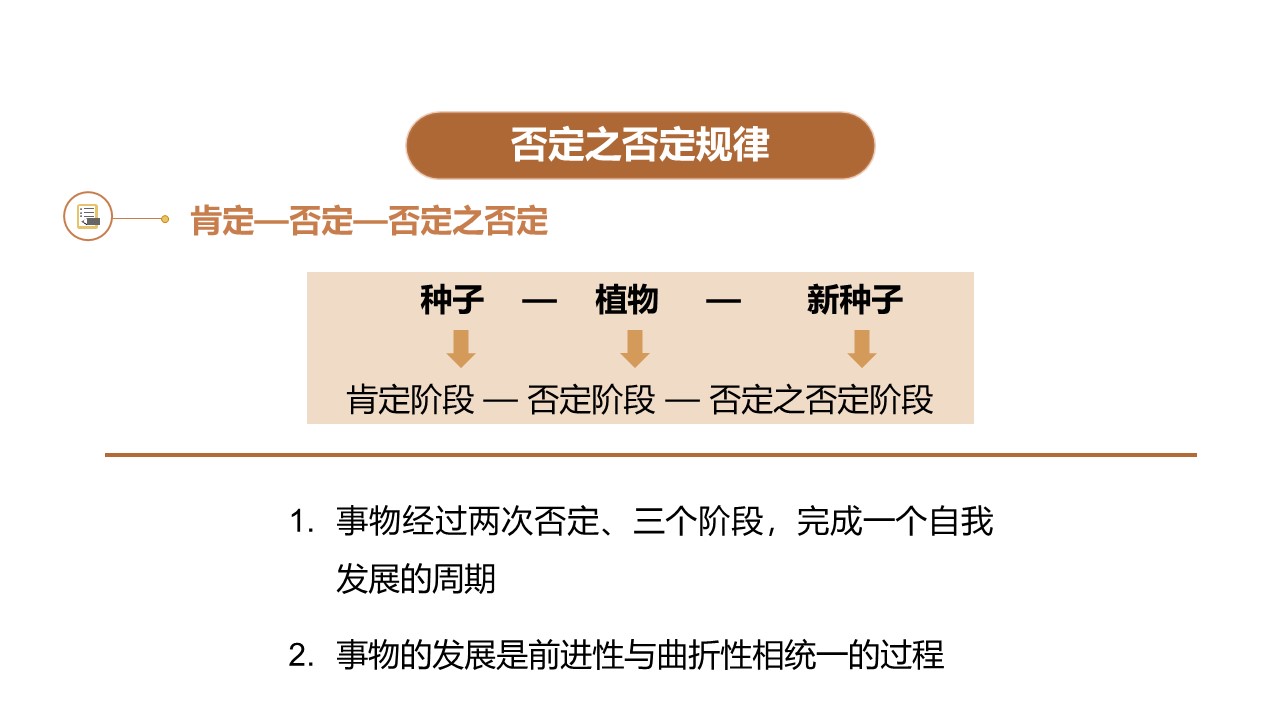 否定之否定规律
肯定—否定—否定之否定
种子 — 植物 — 新种子
肯定阶段 — 否定阶段 — 否定之否定阶段
1. 事物经过两次否定、三个阶段，完成一个自我
发展的周期
2. 事物的发展是前进性与曲折性相统一的过程